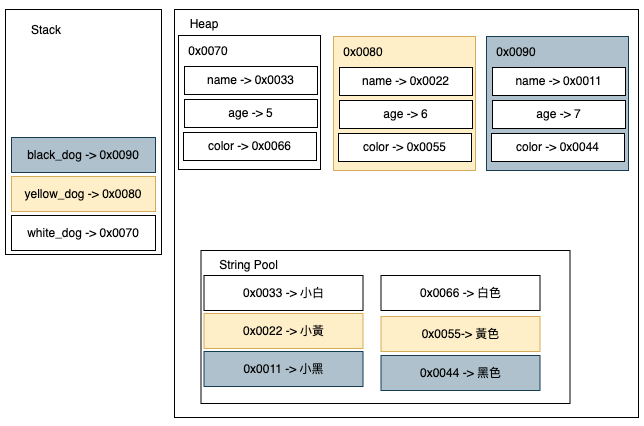 Stack
black_dog -> 0x0090
yellow_dog -> 0x0080
white_dog -> 0x0070
Heap
0x0070
name -> 0x0033
age -> 5
color -> 0x0066
0x0080
name -> 0x0022
age -> 6
color -> 0x0055
0x0090
name -> 0x0011
age -> 7
color -> 0x0044
String Pool
0x0033 -> 小白
0x0022 -> 小黃
0x0011 -> 小黑
0x0066 -> 白色
0x0055-> 黃色
0x0044 -> 黑色